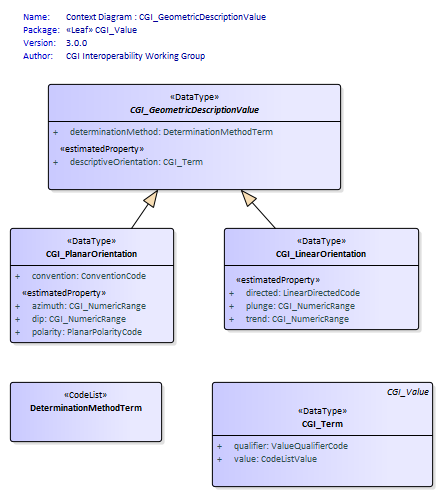 Name: Context Diagram : CGI_GeometricDescriptionValue
Package: «Leaf» CGI_Value
Version: 3.0.0
Author: CGI Interoperability Working Group
«DataType»
CGI_GeometricDescriptionValue
+ determinationMethod: DeterminationMethodTerm
«estimatedProperty»
+ descriptiveOrientation: CGI_Term
«DataType»
CGI_PlanarOrientation
+ convention: ConventionCode
«estimatedProperty»
+ azimuth: CGI_NumericRange
+ dip: CGI_NumericRange
+ polarity: PlanarPolarityCode
«DataType»
CGI_LinearOrientation
«estimatedProperty»
+ directed: LinearDirectedCode
+ plunge: CGI_NumericRange
+ trend: CGI_NumericRange
«CodeList»
DeterminationMethodTerm
CGI_Value
«DataType»
CGI_Term
+ qualifier: ValueQualifierCode
+ value: CodeListValue